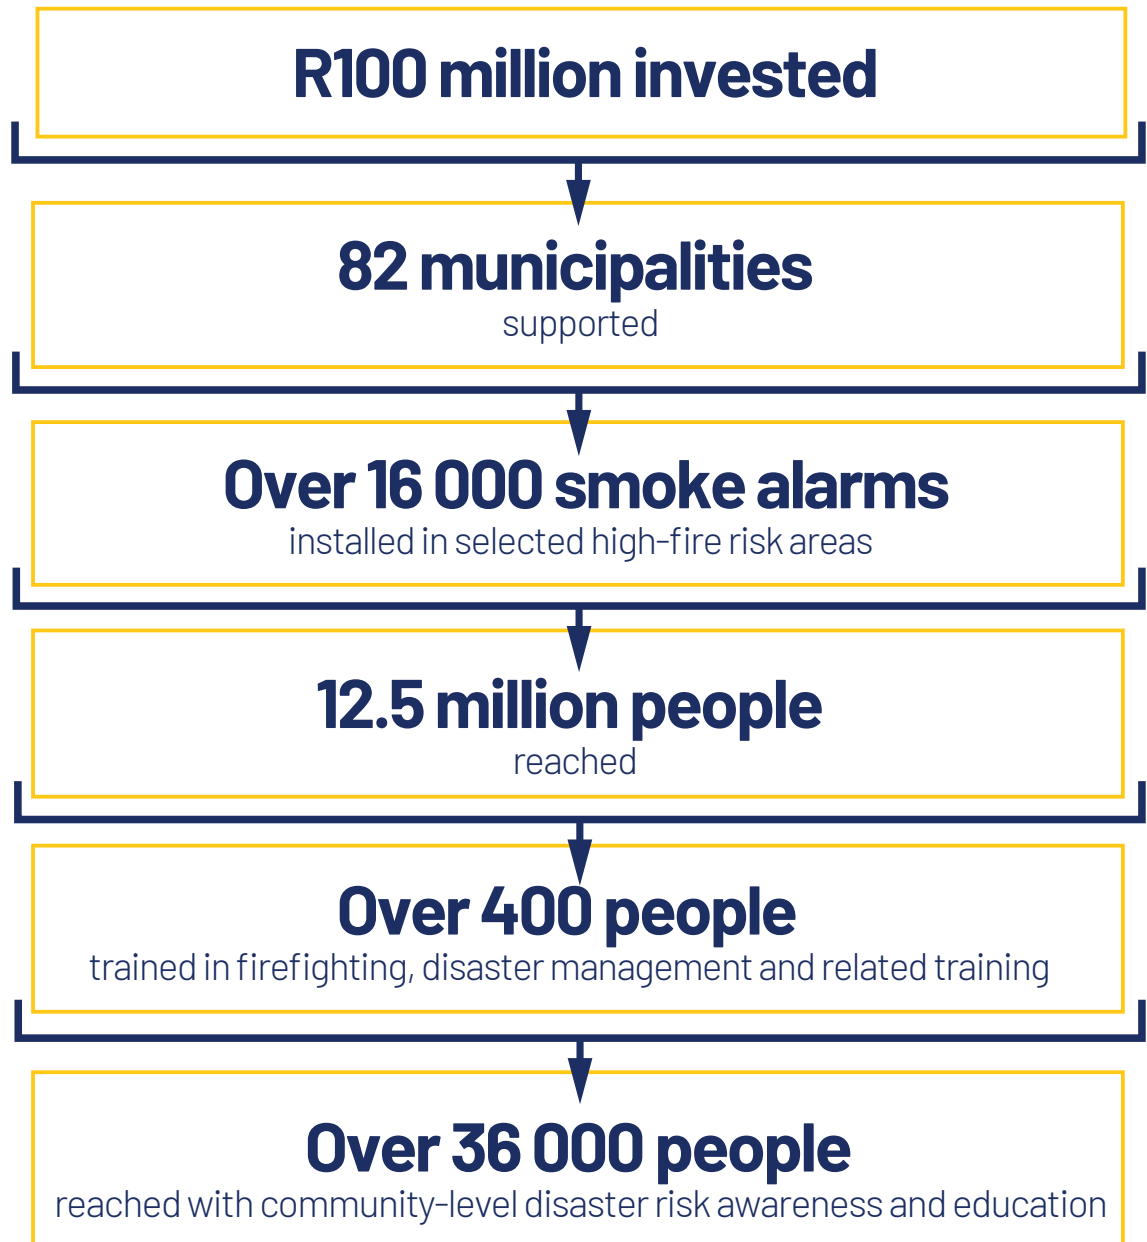 R100 million invested
82 municipalities
supported
Over 16 000 smoke alarms
installed in selected high-fire risk areas
12.5 million people
reached
Over 400 people
trained in firefighting, disaster management and related training
Over 36 000 people
reached with community-level disaster risk awareness and education